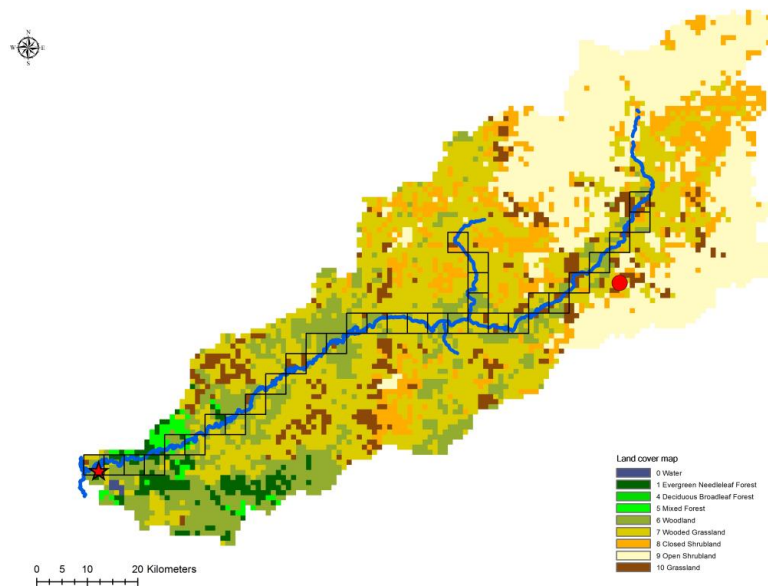 N
W E
S
Land cover map
0 Water
1 Evergreen Needleleaf Forest
4 Deciduous Broadleaf Forest
5 Mixed Forest
6 Woodland
7 Wooded Grassland
8 Closed Shrubland
9 Open Shrubland
10 Grassland
0 5 10 20 Kilometers